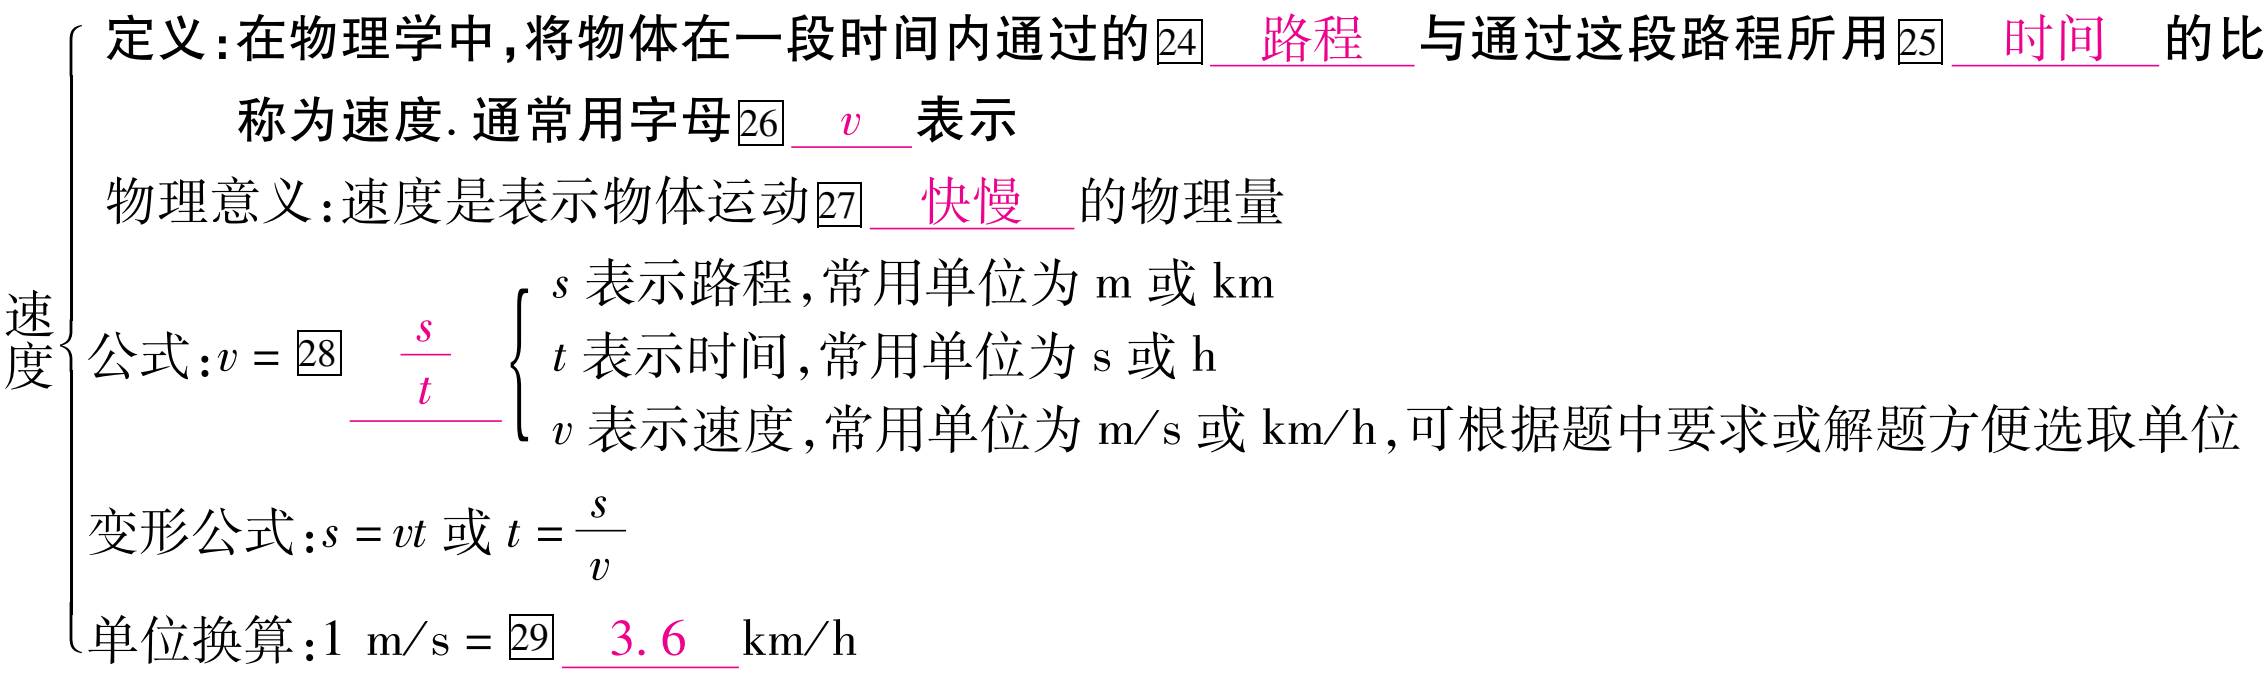 速度
定义:在物理学中,将物体在一段时间内通过的24 路程 与通过这段路程所用25 时间 的比
称为速度. 通常用字母26 v 表示
物理意义:速度是表示物体运动27 快慢 的物理量
公式:v = 28 s/t
s 表示路程,常用单位为 m 或 km
t 表示时间,常用单位为 s 或 h
v 表示速度,常用单位为 m/s 或 km/h,可根据题中要求或解题方便选取单位
变形公式:s = vt 或 t = s/v
单位换算:1 m/s = 29 3.6 km/h